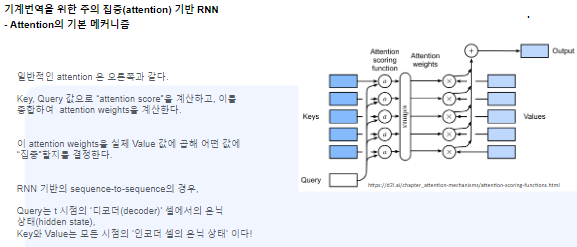 기계번역을 위한 주의 집중(attention) 기반 RNN
- Attention의 기본 메커니즘
일반적인 attention 은 오른쪽과 같다.
Key, Query 값으로 "attention score"을 계산하고, 이를
종합하여 attention weights을 계산한다.
이 attention weights을 실제 Value 값에 곱해 어떤 값에
"집중"할지를 결정한다.
RNN 기반의 sequence-to-sequence의 경우,
Query는 t 시점의 '디코더(decoder)' 셀에서의 은닉
상태(hidden state),
Key와 Value는 모든 시점의 '인코더 셀의 은닉 상태' 이다!
Attention
scoring
function
Attention
weights
Output
Keys
a
a
a
a
a
softmax
Values
Query
https://d2l.ai/chapter_attention-mechanisms/attention-scoring-functions.html